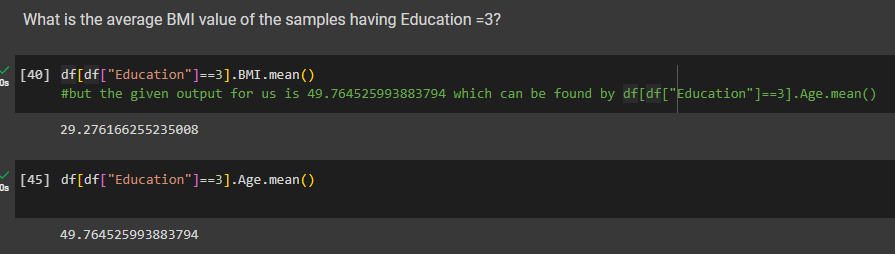 What is the average BMI value of the samples having Education =3?
[40] df[df["Education"]==3].BMI.mean()
0s
#but the given output for us is 49.764525993883794 which can be found by df[df["Education"]==3].Age.mean()
29.276166255235008
[45] df[df["Education"]==3].Age.mean()
0s
49.764525993883794